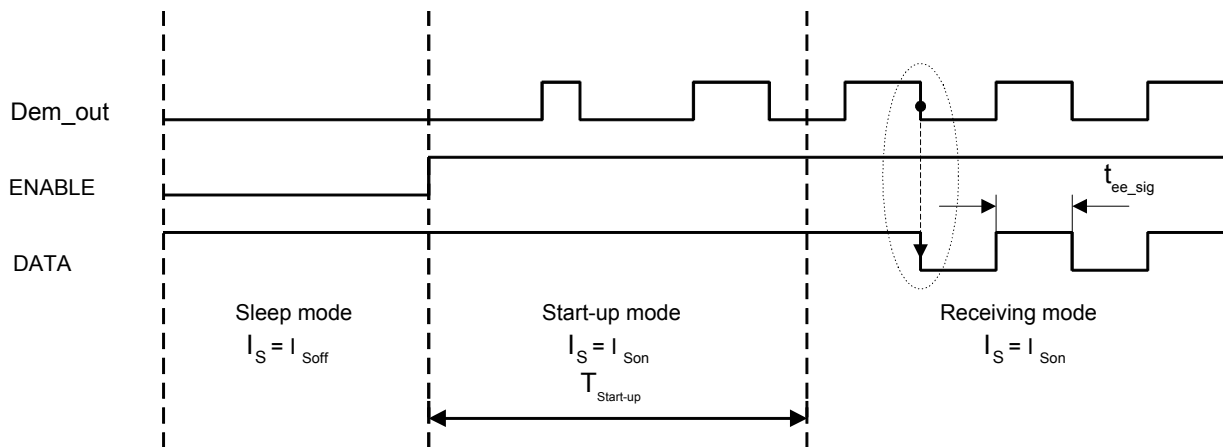 Dem_out
ENABLE
t ee_sig
DATA
Sleep mode
I S = I Soff
Start-up mode
I S = I Son
T Start-up
Receiving mode
I S = I Son